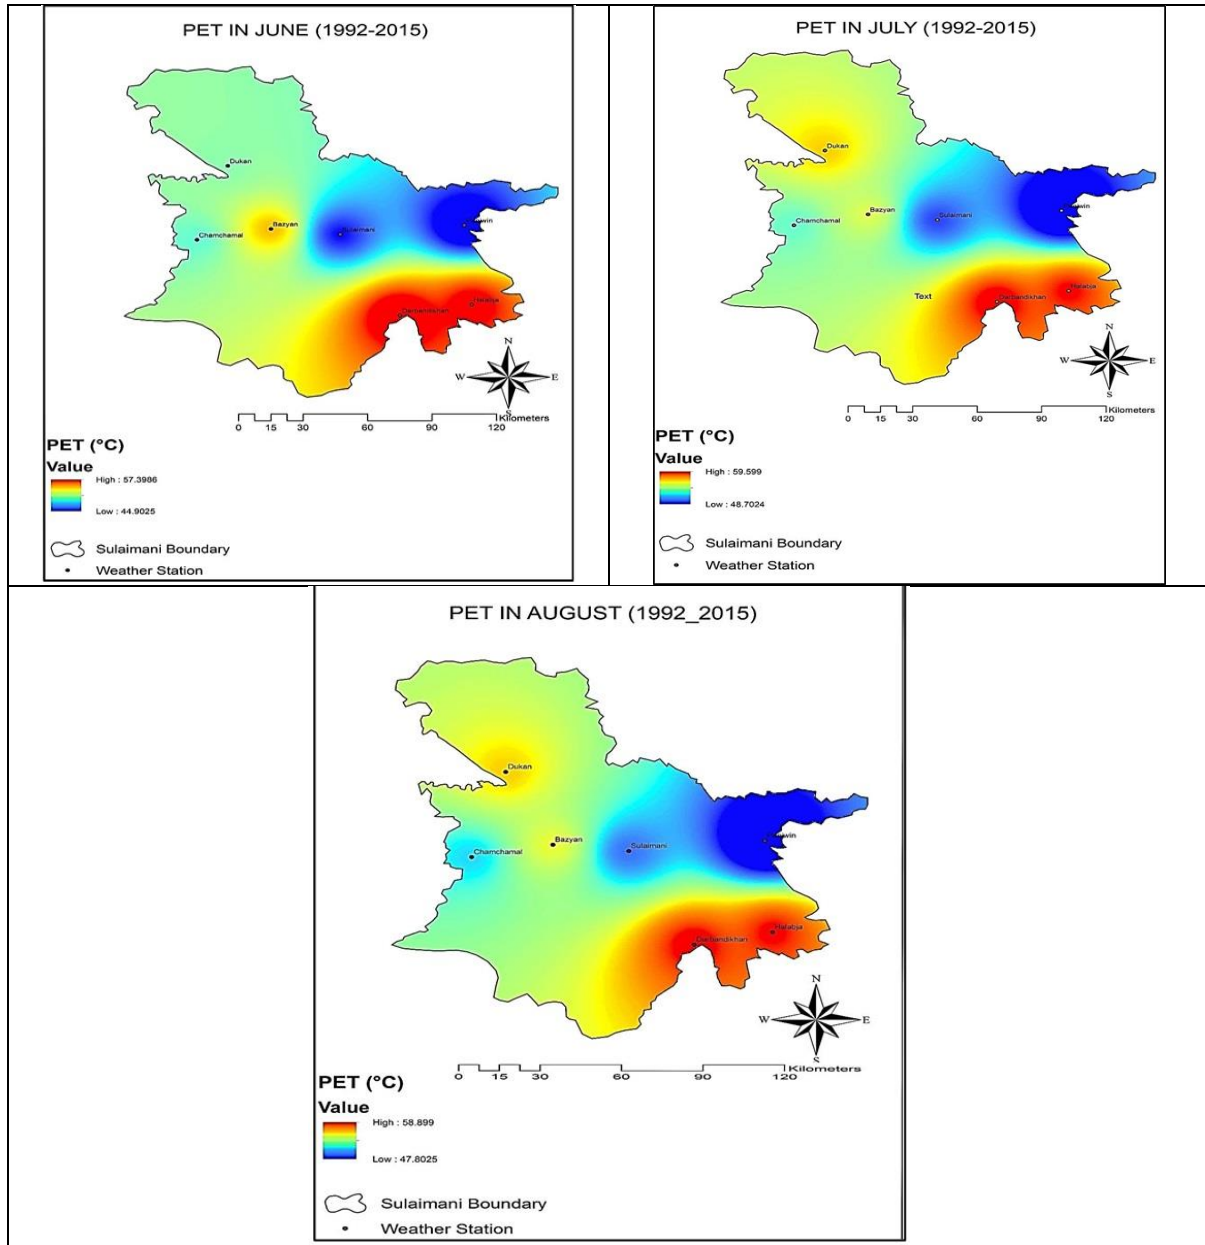 PET IN JUNE (1992-2015)
Dukan
Bazyan
Chamchamal
Sulaimani
Halabja
Darbandikhan
N
W E
S
0 15 30 60 90 120
Kilometers
PET (°C)
Value
High : 57.3986
Low : 44.9025
Sulaimani Boundary
Weather Station
PET IN JULY (1992-2015)
Dukan
Bazyan
Chamchamal
Sulaimani
Text
Halabja
Darbandikhan
N
W E
S
0 15 30 60 90 120
Kilometers
PET (°C)
Value
High : 59.599
Low : 48.7024
Sulaimani Boundary
Weather Station
PET IN AUGUST (1992_2015)
Dukan
Bazyan
Chamchamal
Sulaimani
Halabja
Darbandikhan
N
W E
S
0 15 30 60 90 120
Kilometers
PET (°C)
Value
High : 58.899
Low : 47.8025
Sulaimani Boundary
Weather Station